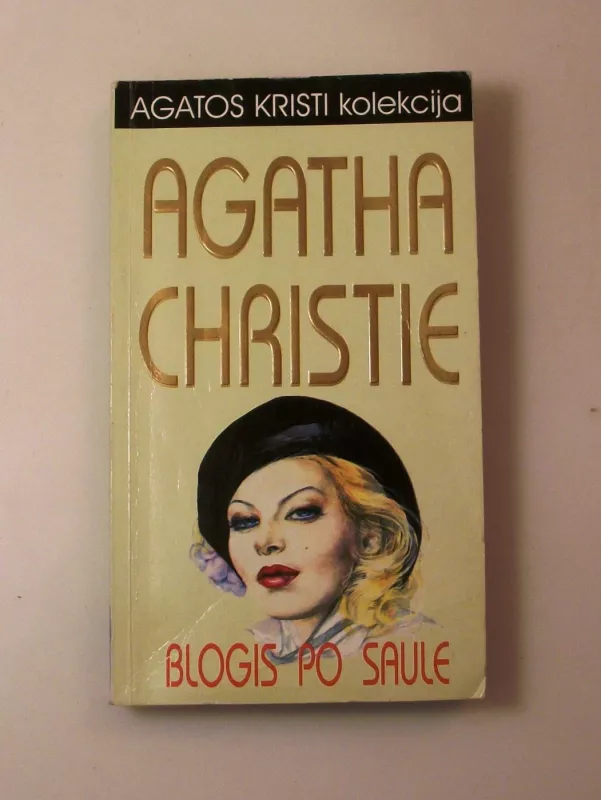 AGATOS KRISTI kolekcija
AGATHA
CHRISTIE
BLOGIS PO SAULE